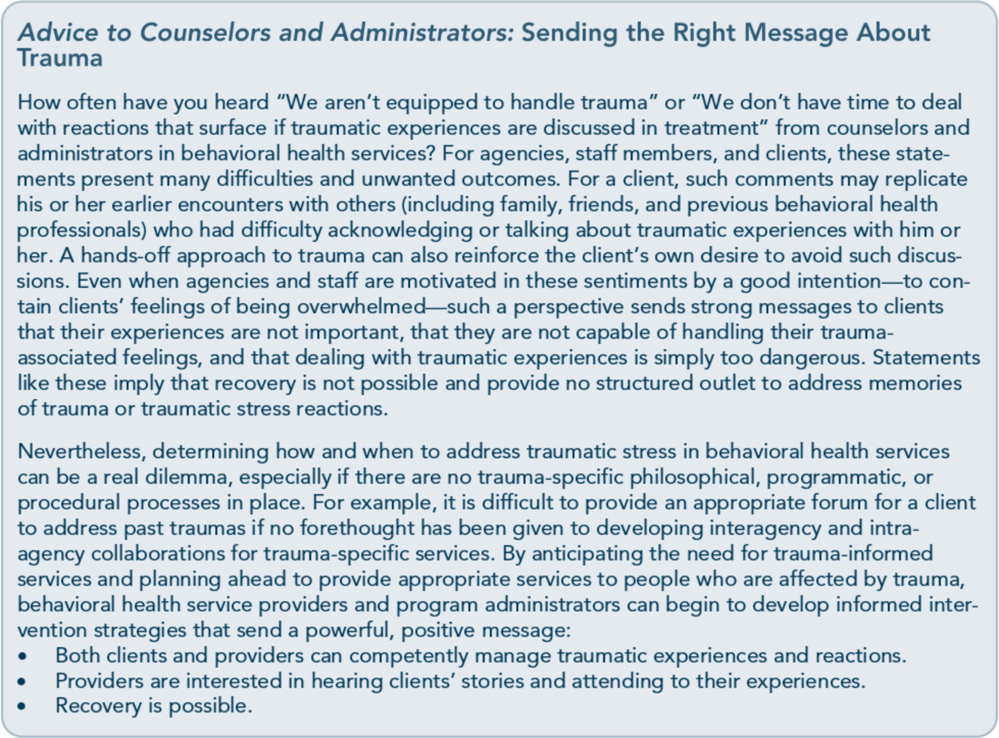 Advice to Counselors and Administrators: Sending the Right Message About
Trauma
How often have you heard “We aren’t equipped to handle trauma” or “We don’t have time to deal
with reactions that surface if traumatic experiences are discussed in treatment” from counselors and
administrators in behavioral health services? For agencies, staff members, and clients, these state-
ments present many difficulties and unwanted outcomes. For a client, such comments may replicate
his or her earlier encounters with others (including family, friends, and previous behavioral health
professionals) who had difficulty acknowledging or talking about traumatic experiences with him or
her. A hands-off approach to trauma can also reinforce the client’s own desire to avoid such discus-
sions. Even when agencies and staff are motivated in these sentiments by a good intention—to con-
tain clients’ feelings of being overwhelmed—such a perspective sends strong messages to clients
that their experiences are not important, that they are not capable of handling their trauma-
associated feelings, and that dealing with traumatic experiences is simply too dangerous. Statements
like these imply that recovery is not possible and provide no structured outlet to address memories
of trauma or traumatic stress reactions.
Nevertheless, determining how and when to address traumatic stress in behavioral health services
can be a real dilemma, especially if there are no trauma-specific philosophical, programmatic, or
procedural processes in place. For example, it is difficult to provide an appropriate forum for a client
to address past traumas if no forethought has been given to developing interagency and intra-
agency collaborations for trauma-specific services. By anticipating the need for trauma-informed
services and planning ahead to provide appropriate services to people who are affected by trauma,
behavioral health service providers and program administrators can begin to develop informed inter-
vention strategies that send a powerful, positive message:
• Both clients and providers can competently manage traumatic experiences and reactions.
• Providers are interested in hearing clients’ stories and attending to their experiences.
• Recovery is possible.